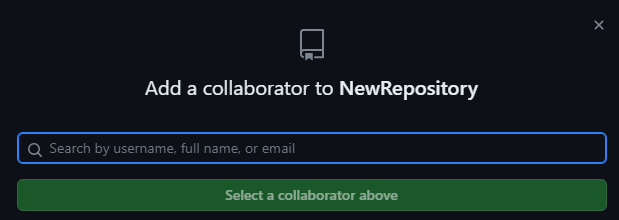 Add a collaborator to NewRepository
Search by username, full name, or email
Select a collaborator above